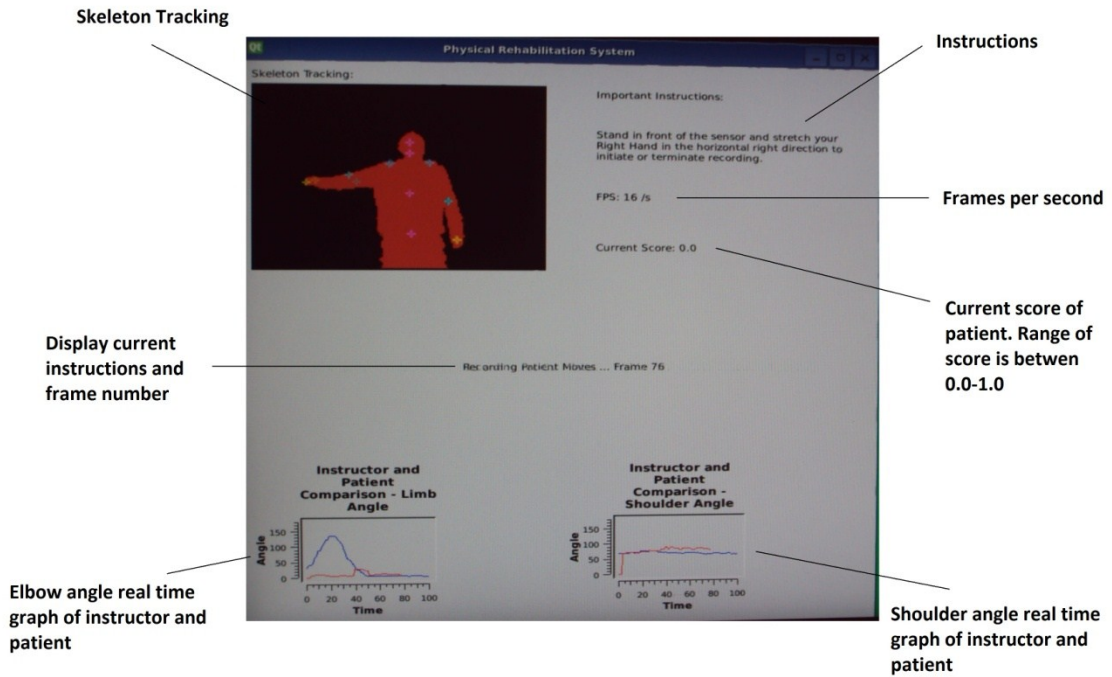 Skeleton Tracking
Instructions
Qt
Physical Rehabilitation System
Skeleton Tracking:
Important Instructions:
Stand in front of the sensor and stretch your
Right Hand in the horizontal right direction to
initiate or terminate recording.
FPS: 16 /s
Frames per second
Current Score: 0.0
Current score of
patient. Range of
score is betwen
0.0-1.0
Display current
instructions and
frame number
Recording Patient Moves ... Frame 76
Instructor and
Patient
Comparison - Limb
Angle
Angle
150
100
50
0
0 20 40 60 80 100
Time
Instructor and
Patient
Comparison -
Shoulder Angle
Angle
150
100
50
0
0 20 40 60 80 100
Time
Elbow angle real time
graph of instructor and
patient
Shoulder angle real time
graph of instructor and
patient